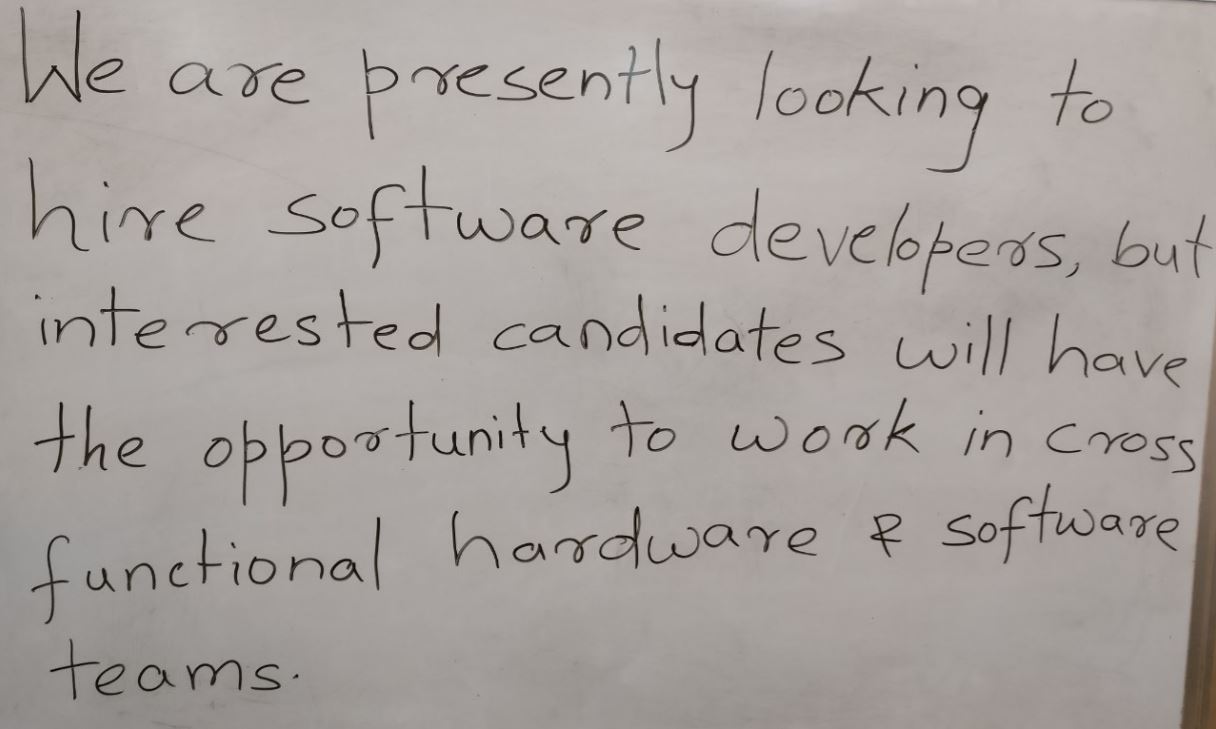 We are presently looking to
hire software developers, but
interested candidates will have
the opportunity to work in cross
functional hardware & software
teams.